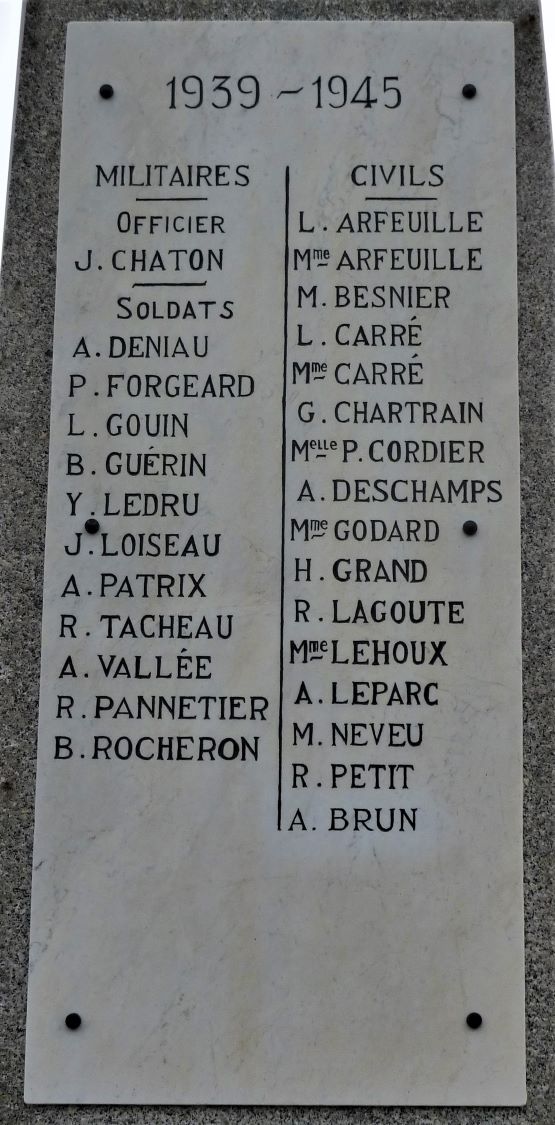 1939 - 1945
MILITAIRES
OFFICIER
J. CHATON
SOLDATS
A. DENIAU
P. FORGEARD
L. GOUIN
B. GUÉRIN
Y. LEDRU
J. LOISEAU
A. PATRIX
R. TACHEAU
A. VALLÉE
R. PANNETIER
B. ROCHERON
CIVILS
L. ARFEUILLE
Mme ARFEUILLE
M. BESNIER
L. CARRÉ
Mme CARRÉ
G. CHARTRAIN
Melle P. CORDIER
A. DESCHAMPS
Mme GODARD
H. GRAND
R. LAGOUTE
Mme LEHOUX
A. LEPARC
M. NEVEU
R. PETIT
A. BRUN